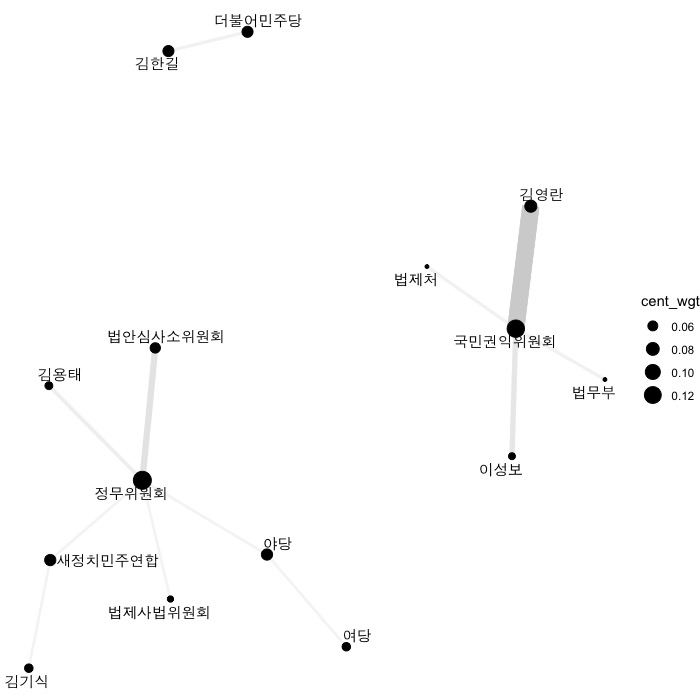 더불어민주당
김한길
김영란
법제처
cent_wgt
0.06
0.08
0.10
0.12
국민권익위원회
법안심사소위원회
김용태
법무부
이성보
정무위원회
야당
새정치민주연합
법제사법위원회
여당
김기식